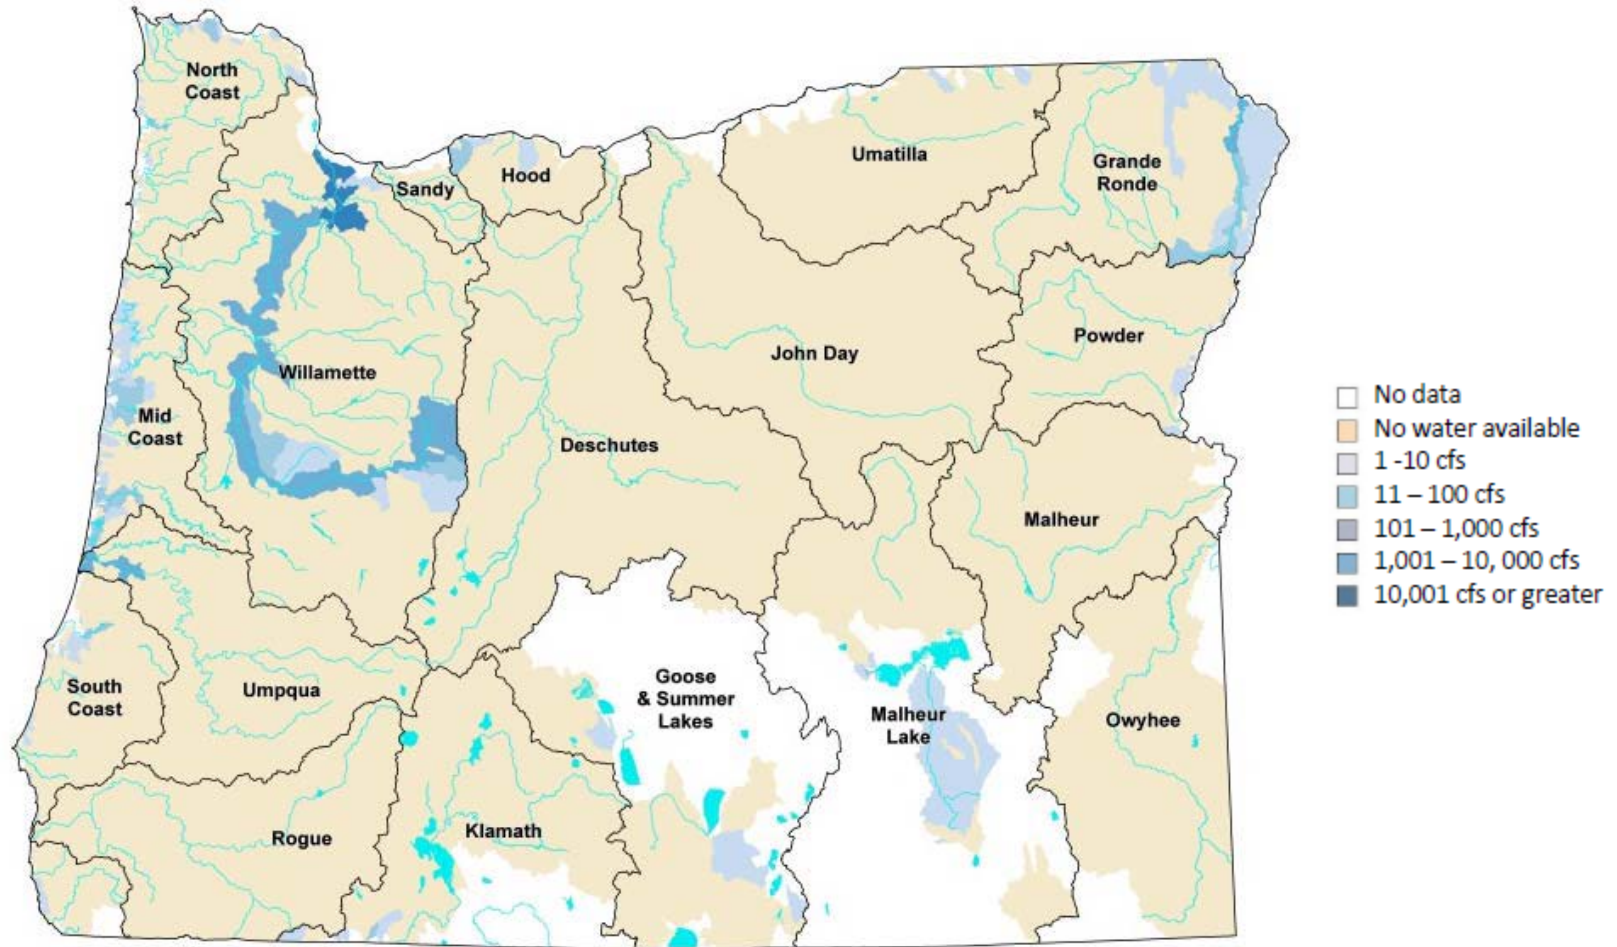 North
Coast
Sandy
Hood
Umatilla
Grande
Ronde
Willamette
John Day
Powder
Mid
Coast
Deschutes
Malheur
South
Coast
Umpqua
Goose
& Summer
Lakes
Malheur
Lake
Owyhee
Rogue
Klamath
No data
No water available
1 -10 cfs
11 – 100 cfs
101 – 1,000 cfs
1,001 – 10, 000 cfs
10,001 cfs or greater